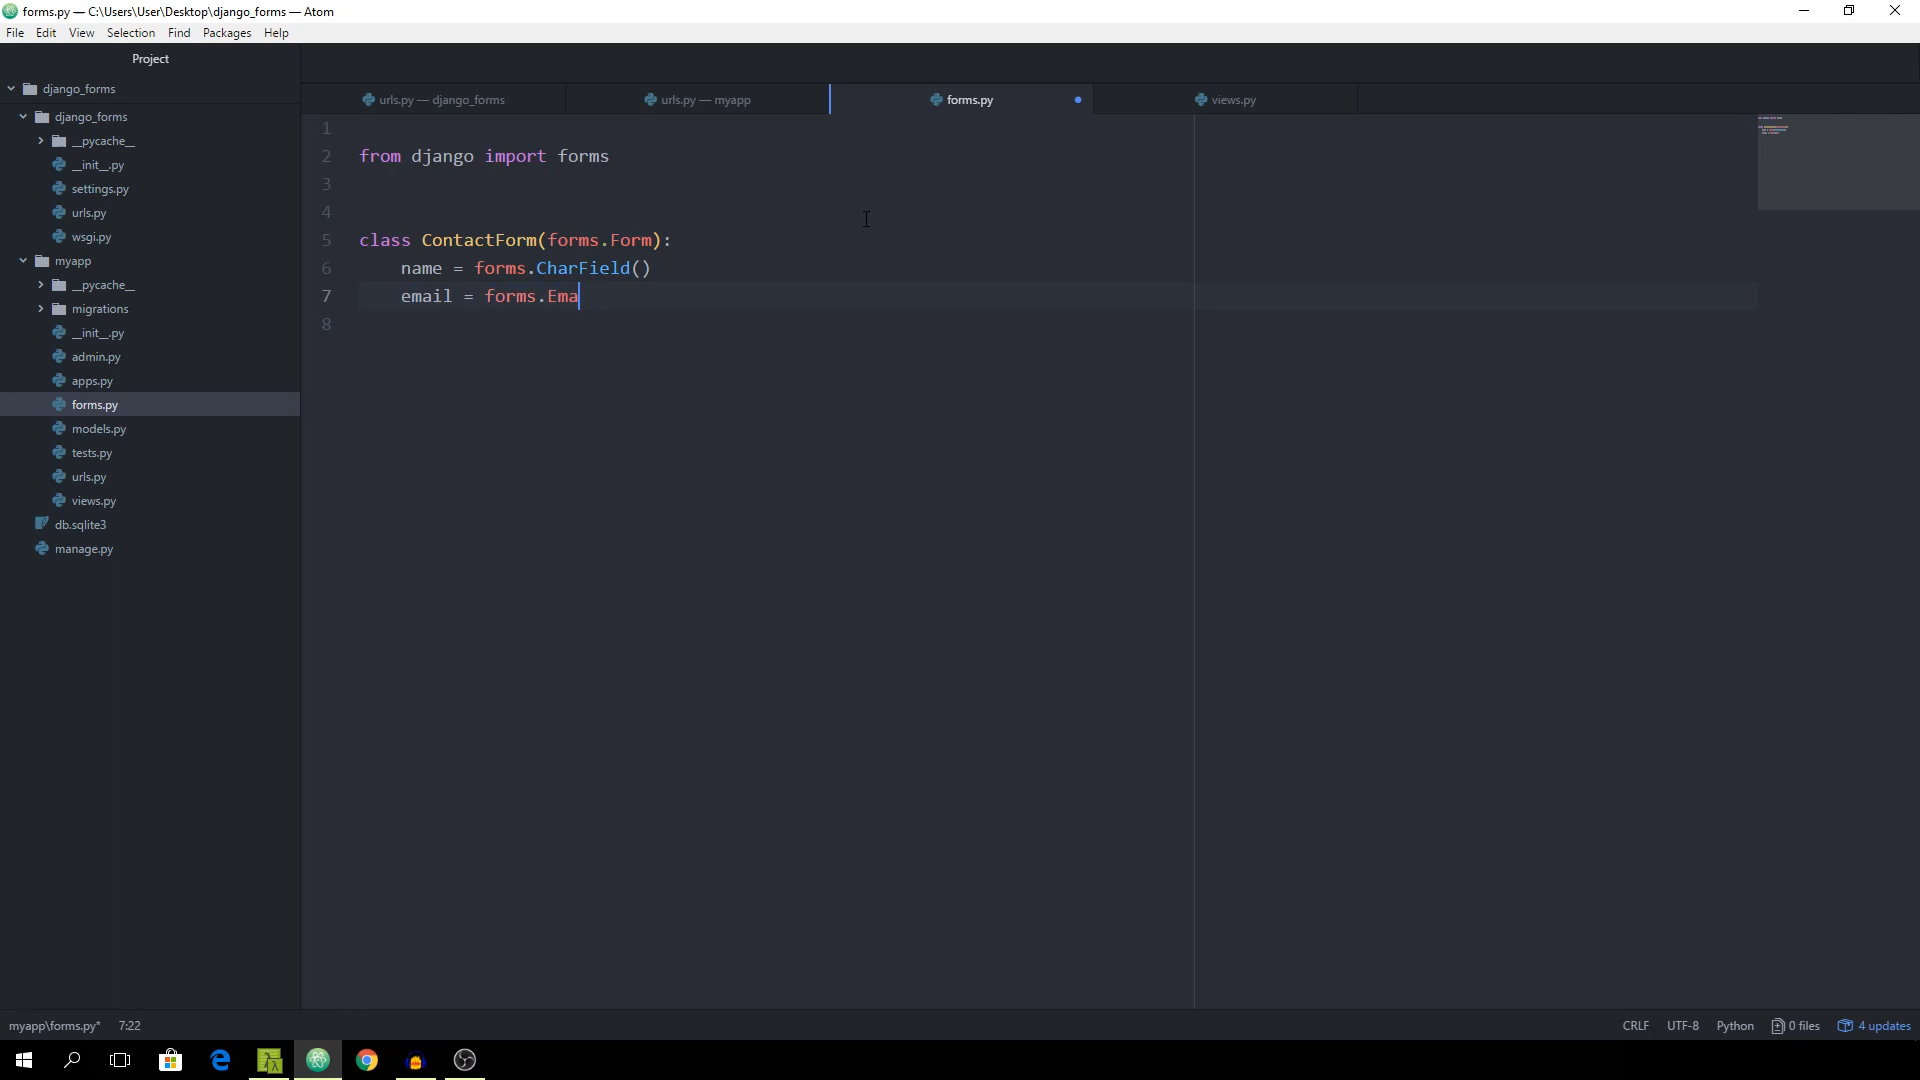 forms.py — C:\Users\User\Desktop\django_forms — Atom
File Edit View Selection Find Packages Help
Project
django_forms
django_forms
__pycache__
__init__.py
settings.py
urls.py
wsgi.py
myapp
__pycache__
migrations
__init__.py
admin.py
apps.py
forms.py
models.py
tests.py
urls.py
views.py
db.sqlite3
manage.py
urls.py — django_forms urls.py — myapp forms.py views.py
1
2 from django import forms
3
4
5 class ContactForm(forms.Form):
6 name = forms.CharField()
7 email = forms.Ema
8
myapp\forms.py* 7:22 CRLF UTF-8 Python 0 files 4 updates